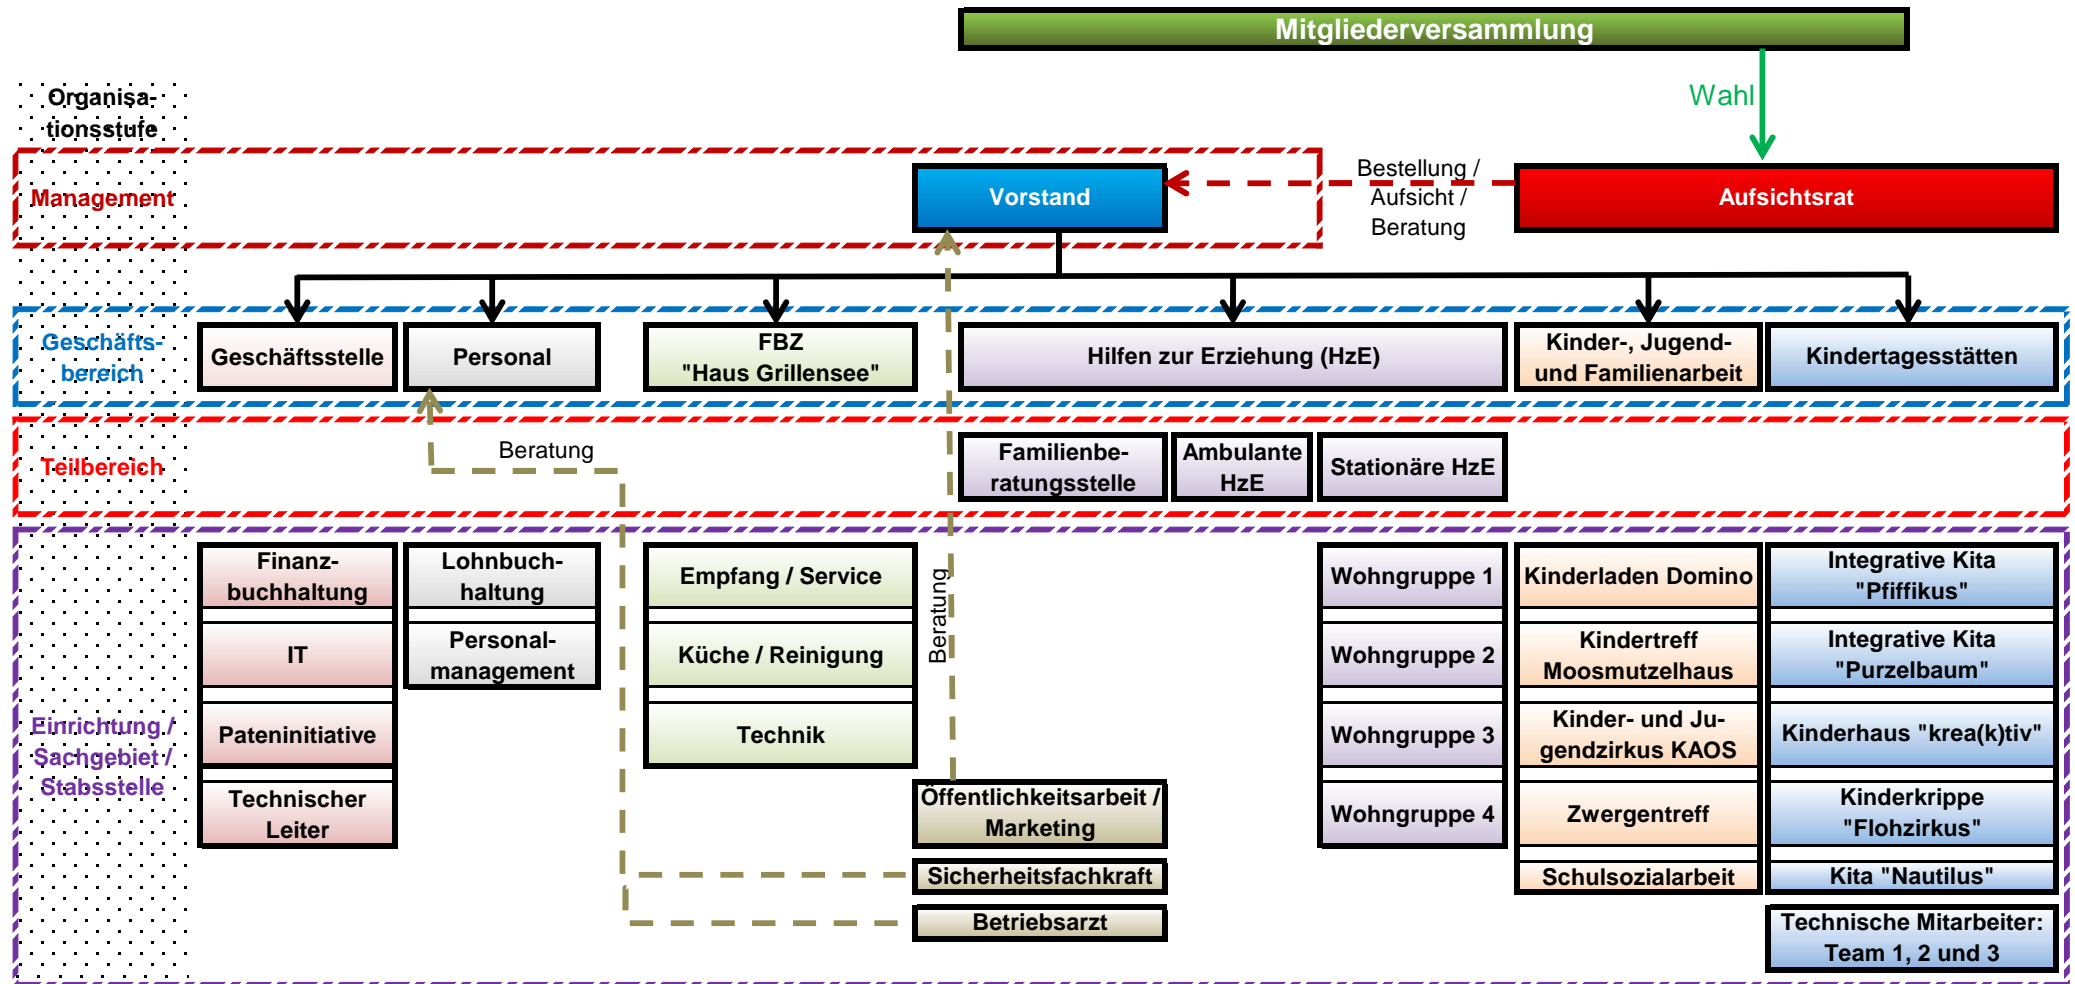 Mitgliederversammlung
Wahl
Organisa-
tionsstufe
Management
Vorstand
Bestellung /
Aufsicht /
Beratung
Aufsichtsrat
Geschäfts-
bereich
Geschäftsstelle
Personal
FBZ
"Haus Grillensee"
Hilfen zur Erziehung (HzE)
Kinder-, Jugend-
und Familienarbeit
Kindertagesstätten
Teilbereich
Beratung
Familienbe-
ratungsstelle
Ambulante
HzE
Stationäre HzE
Einrichtung /
Sachgebiet /
Stabsstelle
Finanz-
buchhaltung
IT
Pateninitiative
Technischer
Leiter
Lohnbuch-
haltung
Personal-
management
Empfang / Service
Küche / Reinigung
Technik
Beratung
Öffentlichkeitsarbeit /
Marketing
Sicherheitsfachkraft
Betriebsarzt
Wohngruppe 1
Wohngruppe 2
Wohngruppe 3
Wohngruppe 4
Kinderladen Domino
Kindertreff
Moosmutzelhaus
Kinder- und Ju-
gendzirkus KAOS
Zwergentreff
Schulsozialarbeit
Integrative Kita
"Pfiffikus"
Integrative Kita
"Purzelbaum"
Kinderhaus "krea(k)tiv"
Kinderkrippe
"Flohzirkus"
Kita "Nautilus"
Technische Mitarbeiter:
Team 1, 2 und 3